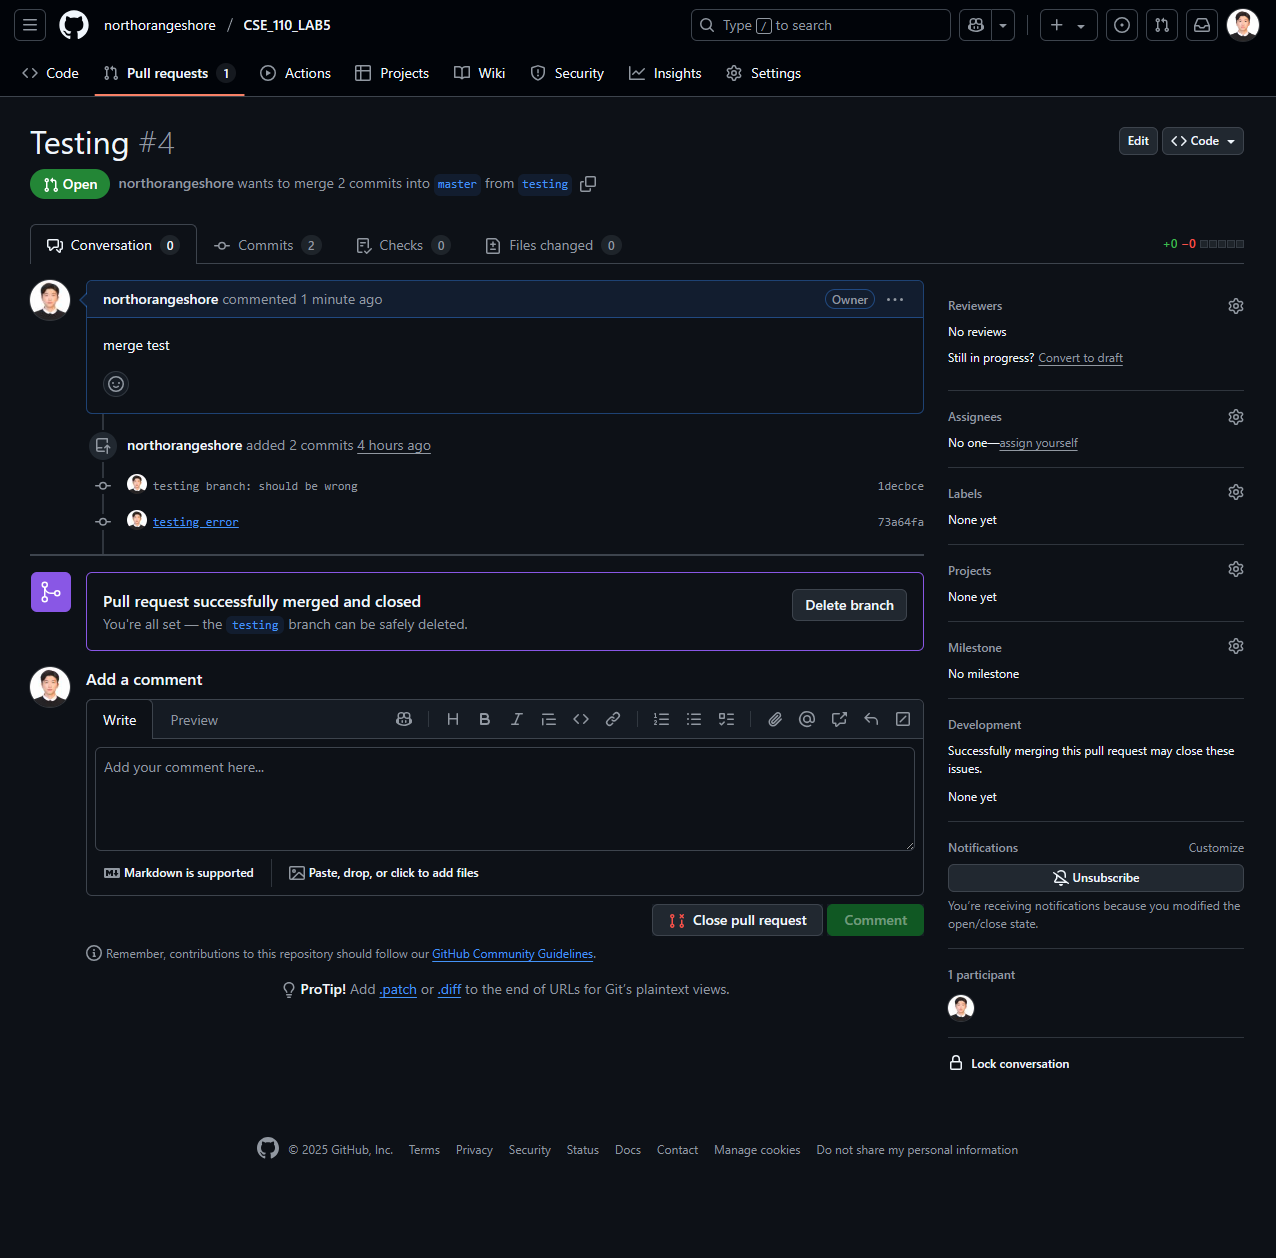 northorangeshore / CSE_110_LAB5
Type / to search
Code
Pull requests 1
Actions
Projects
Wiki
Security
Insights
Settings
Testing #4
Edit
Code
Open
northorangeshore wants to merge 2 commits into master from testing
Conversation 0
Commits 2
Checks 0
Files changed 0
+0 −0
northorangeshore commented 1 minute ago
Owner
merge test
northorangeshore added 2 commits 4 hours ago
testing branch: should be wrong
1decbce
testing error
73a64fa
Pull request successfully merged and closed
You're all set — the testing branch can be safely deleted.
Delete branch
Add a comment
Write
Preview
Add your comment here...
Markdown is supported
Paste, drop, or click to add files
Close pull request
Comment
Remember, contributions to this repository should follow our GitHub Community Guidelines.
ProTip! Add .patch or .diff to the end of URLs for Git's plaintext views.
Reviewers
No reviews
Still in progress? Convert to draft
Assignees
No one—assign yourself
Labels
None yet
Projects
None yet
Milestone
No milestone
Development
Successfully merging this pull request may close these
issues.
None yet
Notifications
Customize
Unsubscribe
You're receiving notifications because you modified the
open/close state.
1 participant
Lock conversation
© 2025 GitHub, Inc.
Terms
Privacy
Security
Status
Docs
Contact
Manage cookies
Do not share my personal information